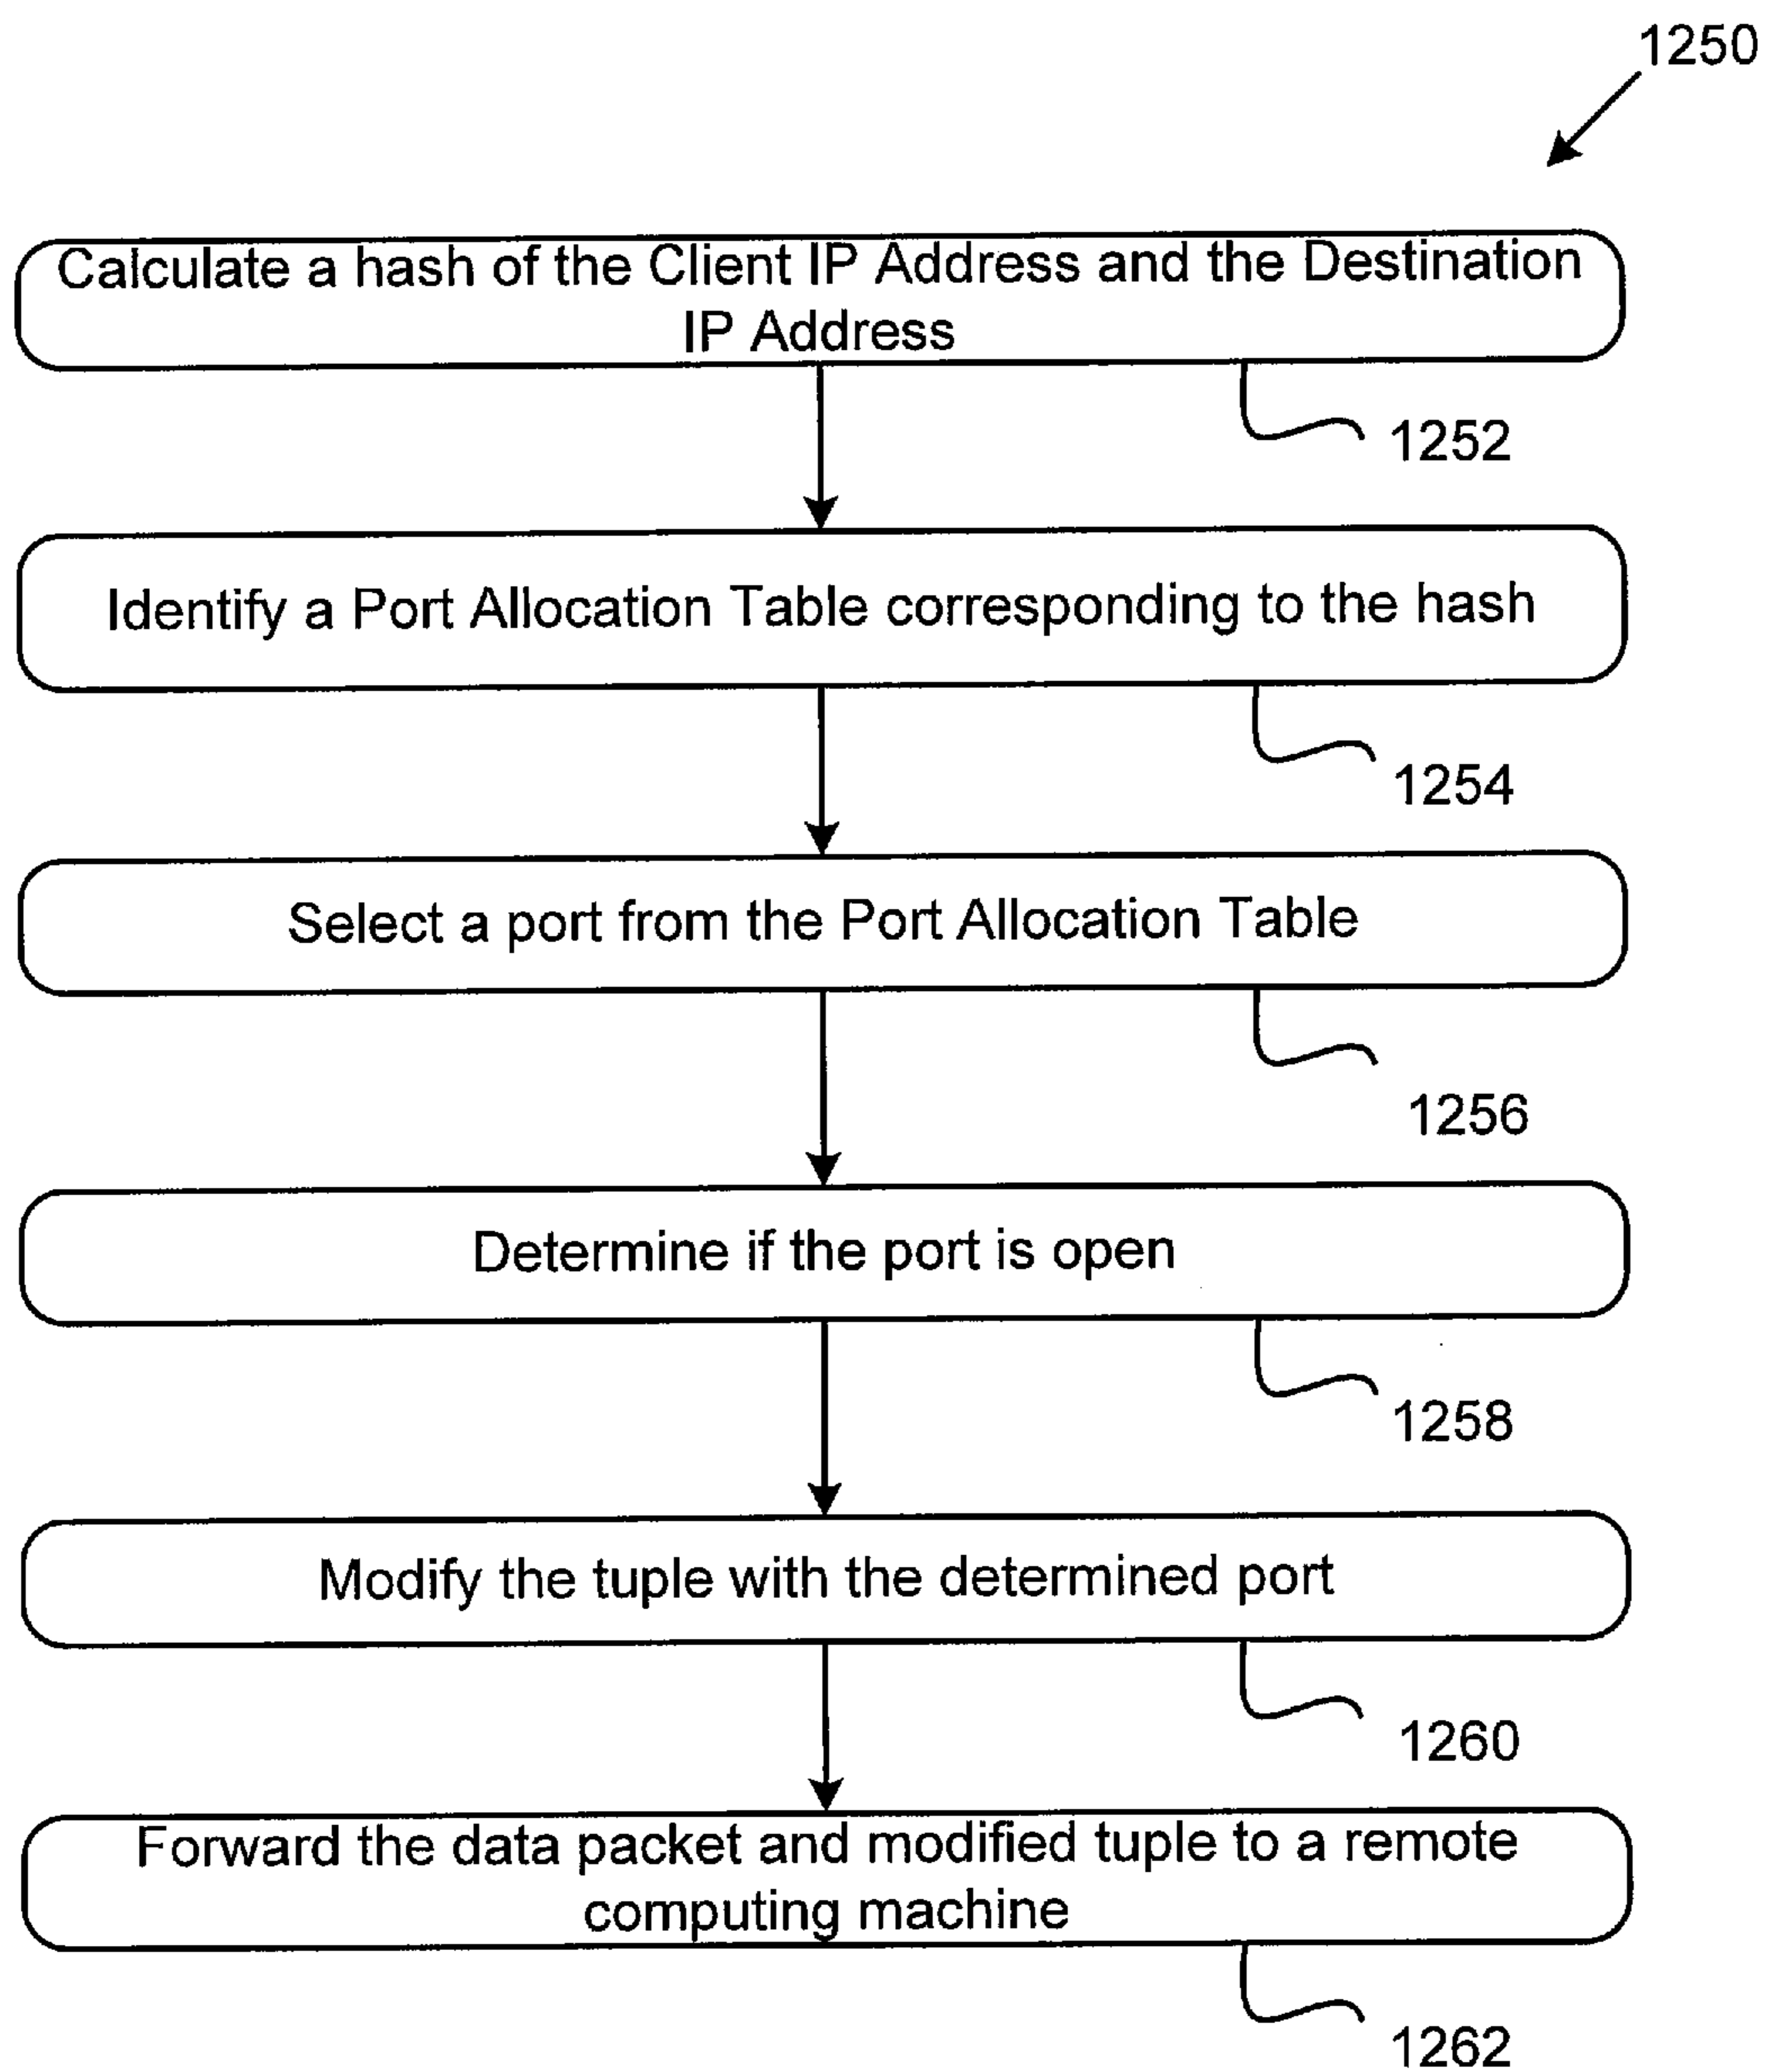 1250
Calculate a hash of the Client IP Address and the Destination
IP Address
1252
Identify a Port Allocation Table corresponding to the hash
1254
Select a port from the Port Allocation Table
1256
Determine if the port is open
1258
Modify the tuple with the determined port
1260
Forward the data packet and modified tuple to a remote
computing machine
1262